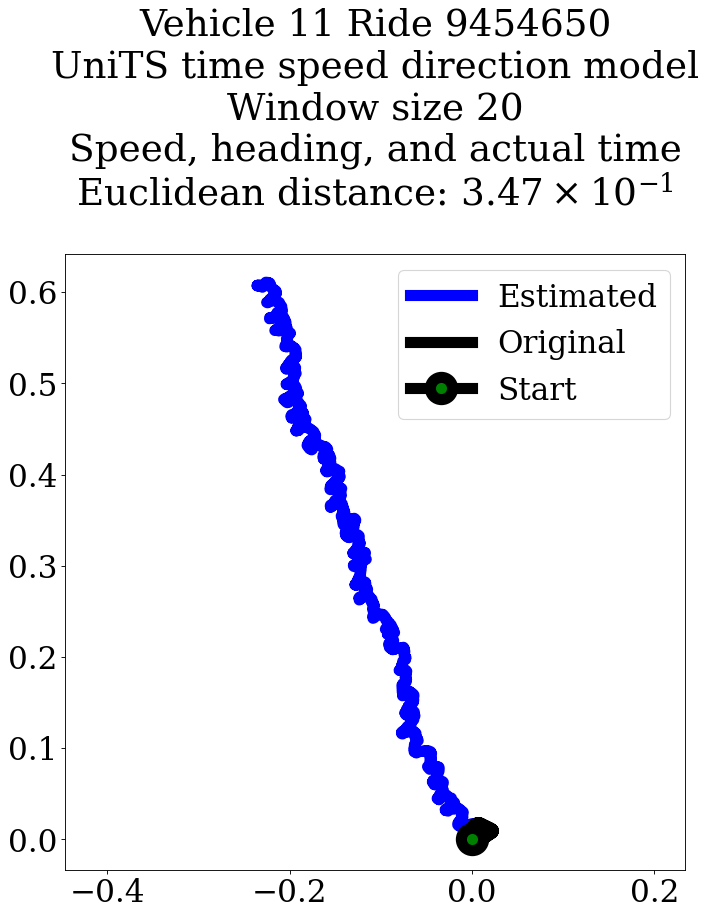 Vehicle 11 Ride 9454650
UniTS time speed direction model
Window size 20
Speed, heading, and actual time
Euclidean distance: 3.47 × 10⁻¹
Estimated
Original
Start
0.6
0.5
0.4
0.3
0.2
0.1
0.0
−0.4 −0.2 0.0 0.2